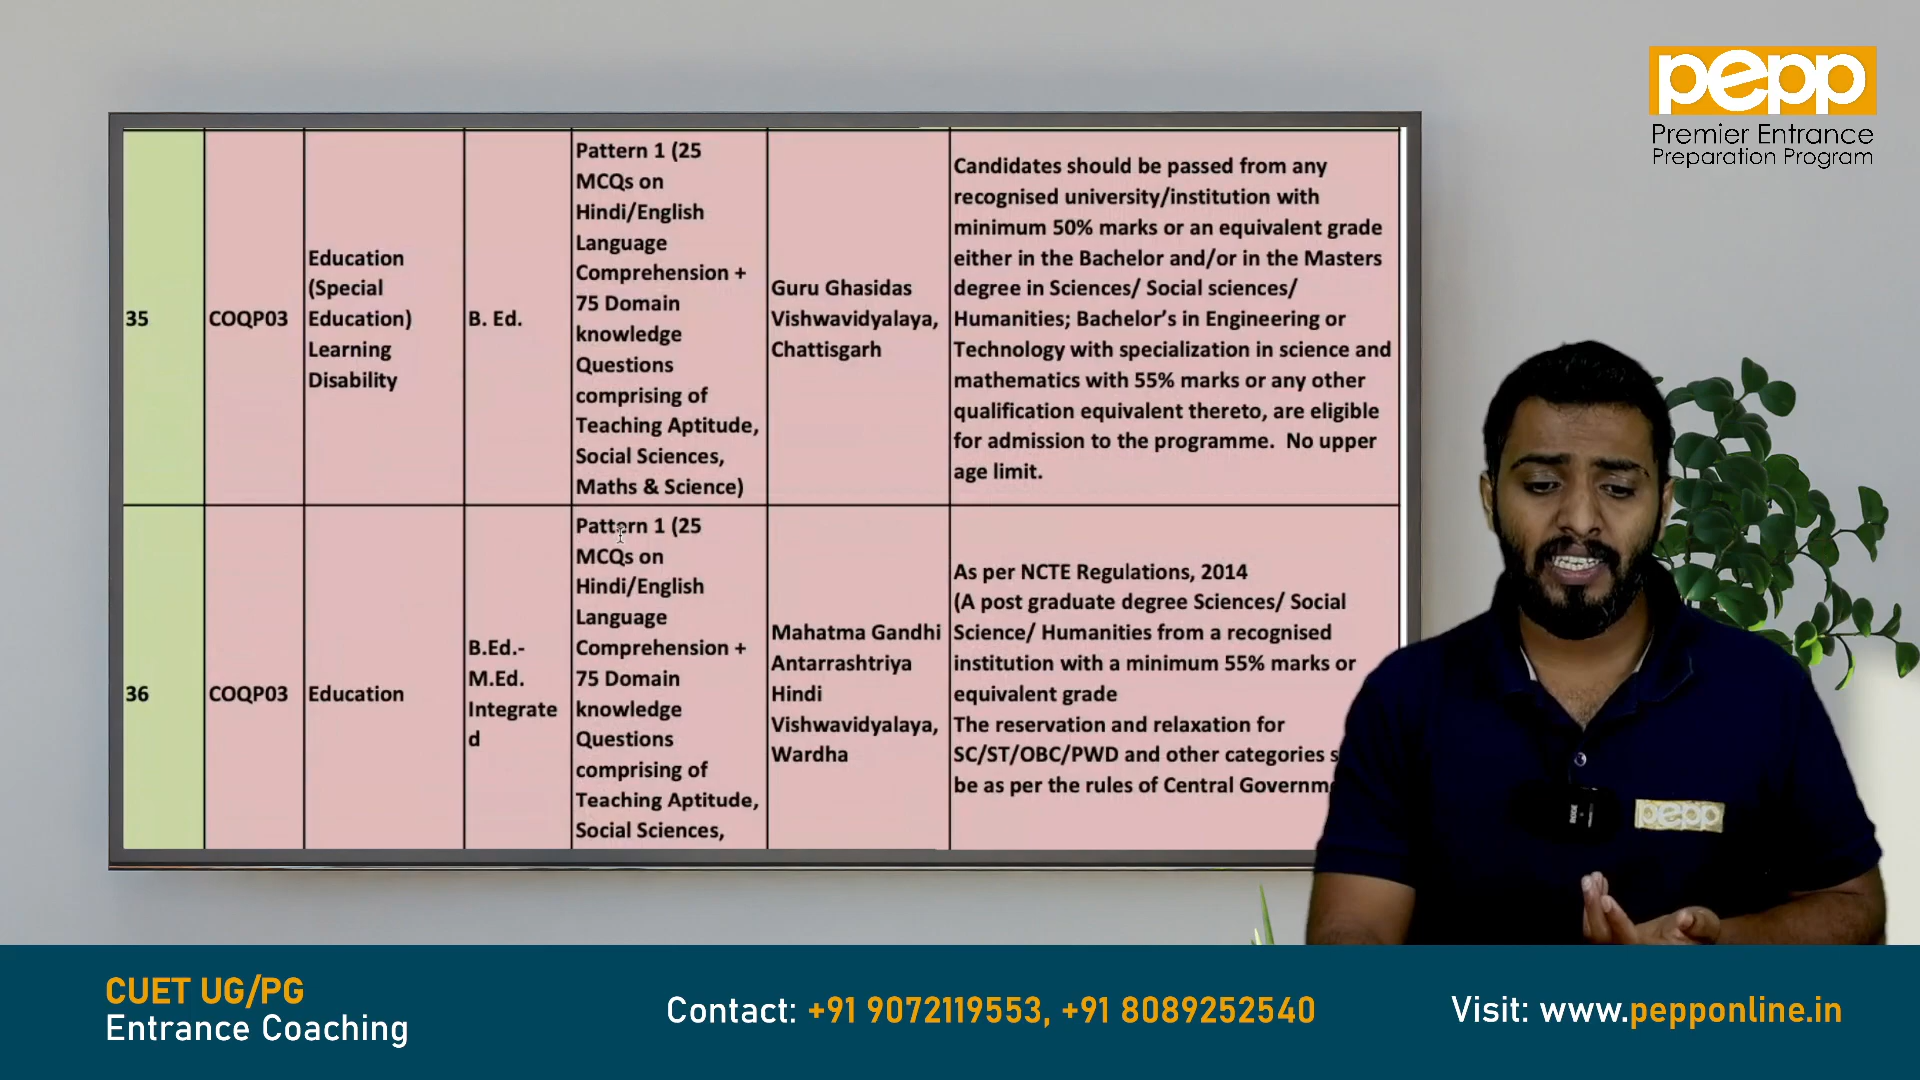 pepp
Premier Entrance
Preparation Program
35
COQP03
Education
(Special
Education)
Learning
Disability
B. Ed.
Pattern 1 (25
MCQs on
Hindi/English
Language
Comprehension +
75 Domain
knowledge
Questions
comprising of
Teaching Aptitude,
Social Sciences,
Maths & Science)
Guru Ghasidas
Vishwavidyalaya,
Chattisgarh
Candidates should be passed from any
recognised university/institution with
minimum 50% marks or an equivalent grade
either in the Bachelor and/or in the Masters
degree in Sciences/ Social sciences/
Humanities; Bachelor's in Engineering or
Technology with specialization in science and
mathematics with 55% marks or any other
qualification equivalent thereto, are eligible
for admission to the programme. No upper
age limit.
36
COQP03
Education
B.Ed.-
M.Ed.
Integrate
d
Pattern 1 (25
MCQs on
Hindi/English
Language
Comprehension +
75 Domain
knowledge
Questions
comprising of
Teaching Aptitude,
Social Sciences,
Mahatma Gandhi
Antarrashtriya
Hindi
Vishwavidyalaya,
Wardha
As per NCTE Regulations, 2014
(A post graduate degree Sciences/ Social
Science/ Humanities from a recognised
institution with a minimum 55% marks or
equivalent grade
The reservation and relaxation for
SC/ST/OBC/PWD and other categories s
be as per the rules of Central Governm
pepp
CUET UG/PG
Entrance Coaching
Contact: +91 9072119553, +91 8089252540
Visit: www.pepponline.in